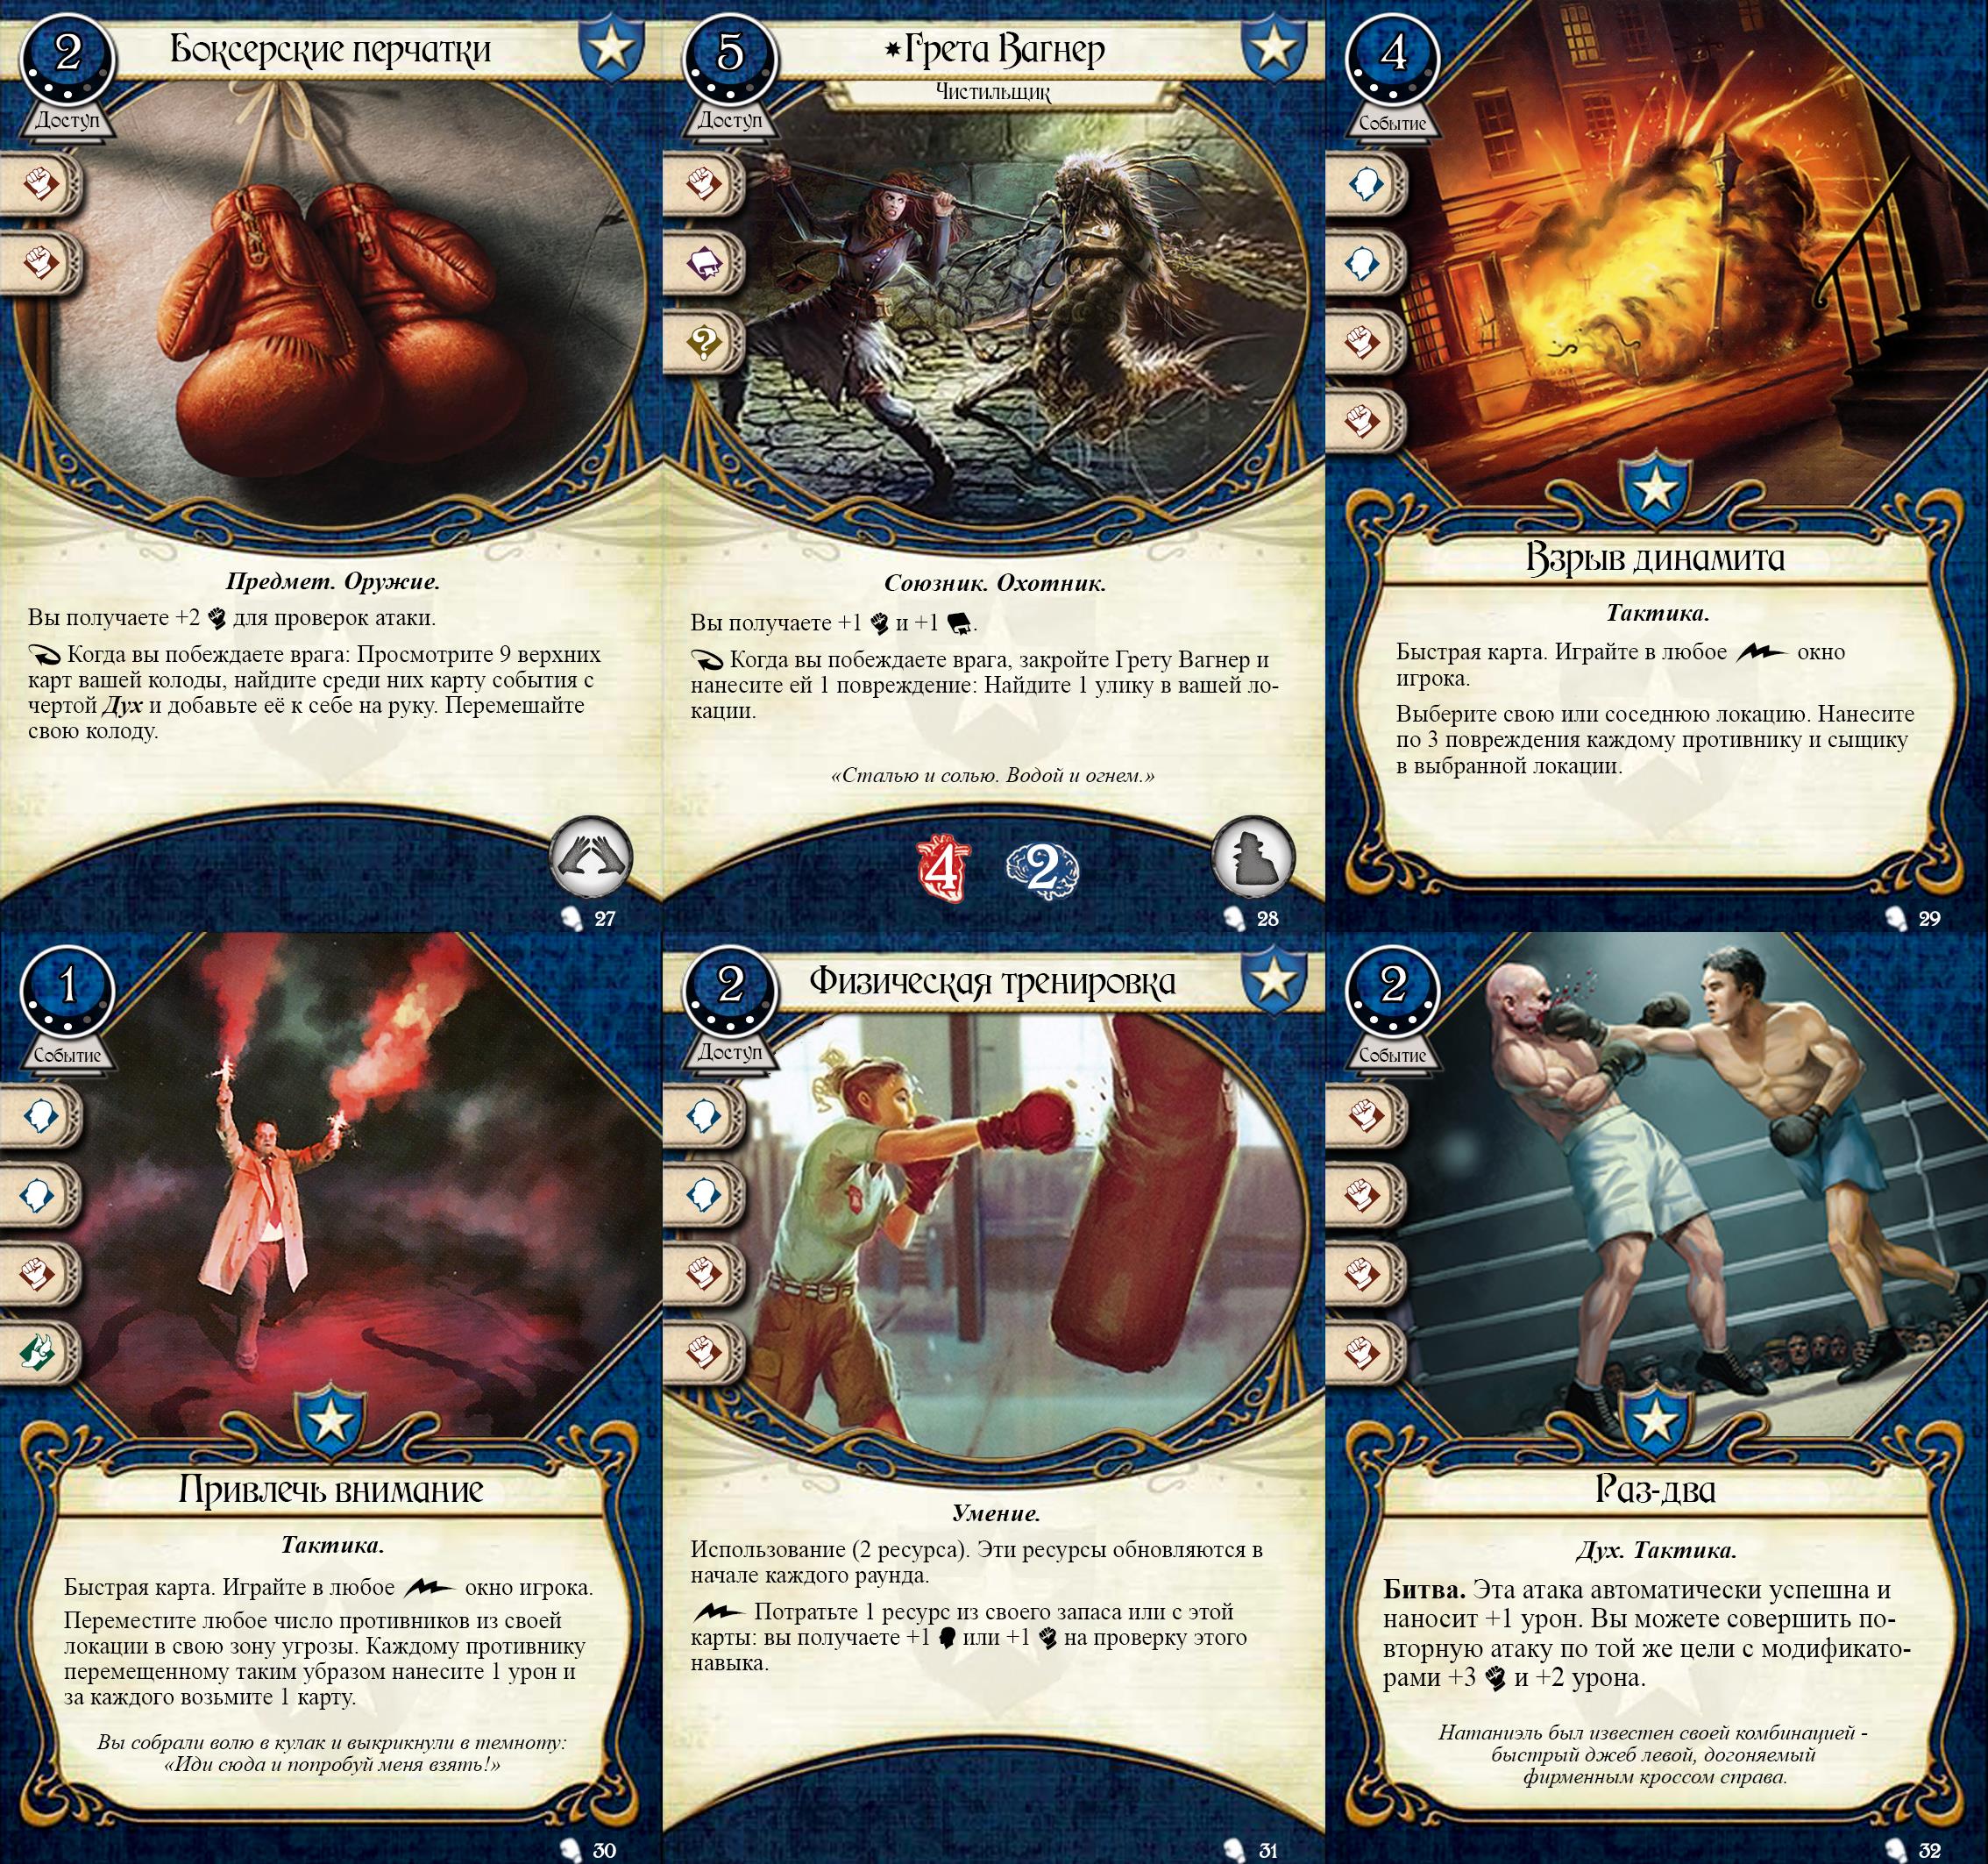 2
Боксерские перчатки
Доступ
Предмет. Оружие.
Вы получаете +2 для проверок атаки.
Когда вы побеждаете врага: Просмотрите 9 верхних
карт вашей колоды, найдите среди них карту события с
чертой Дух и добавьте её к себе на руку. Перемешайте
свою колоду.
27
5
Грета Вагнер
Чистильщик
Доступ
Союзник. Охотник.
Вы получаете +1 и +1 .
Когда вы побеждаете врага, закройте Грету Вагнер и
нанесите ей 1 повреждение: Найдите 1 улику в вашей ло-
кации.
«Сталью и солью. Водой и огнем.»
4
2
28
4
Событие
Взрыв динамита
Тактика.
Быстрая карта. Играйте в любое окно
игрока.
Выберите свою или соседнюю локацию. Нанесите
по 3 повреждения каждому противнику и сыщику
в выбранной локации.
29
1
Событие
Привлечь внимание
Тактика.
Быстрая карта. Играйте в любое окно игрока.
Переместите любое число противников из своей
локации в свою зону угрозы. Каждому противнику
перемещенному таким убразом нанесите 1 урон и
за каждого возьмите 1 карту.
Вы собрали волю в кулак и выкрикнули в темноту:
«Иди сюда и попробуй меня взять!»
30
2
Физическая тренировка
Доступ
Умение.
Использование (2 ресурса). Эти ресурсы обновляются в
начале каждого раунда.
Потратьте 1 ресурс из своего запаса или с этой
карты: вы получаете +1 или +1 на проверку этого
навыка.
31
2
Событие
Раз-два
Дух. Тактика.
Битва. Эта атака автоматически успешна и
наносит +1 урон. Вы можете совершить по-
вторную атаку по той же цели с модификато-
рами +3 и +2 урона.
Натаниэль был известен своей комбинацией -
быстрый джеб левой, догоняемый
фирменным кроссом справа.
32